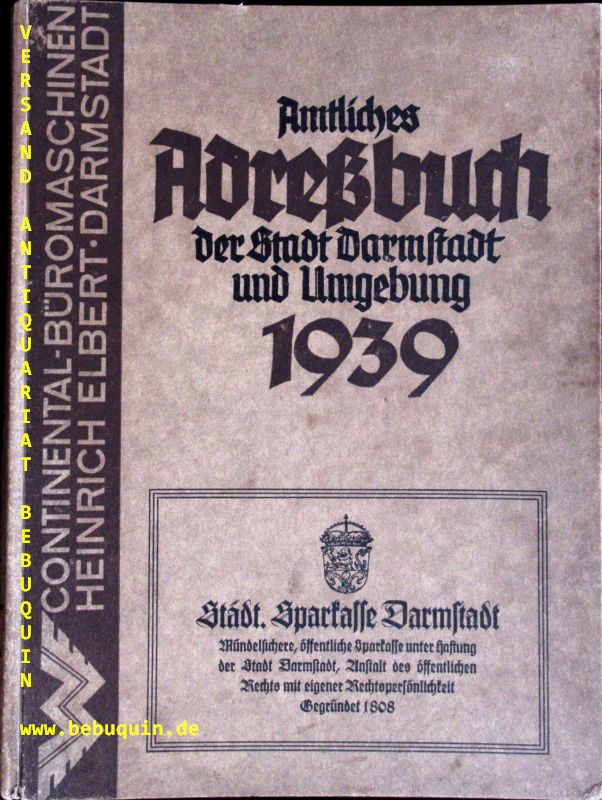 Amtliches
Adreßbuch
der Stadt Darmstadt
und Umgebung
1939
Städt. Sparkasse Darmstadt
Mündelsichere, öffentliche Sparkasse unter Haftung
der Stadt Darmstadt, Anstalt des öffentlichen
Rechts mit eigener Rechtspersönlichkeit
Gegründet 1808
CONTINENTAL-BÜROMASCHINEN
HEINRICH ELBERT·DARMSTADT
VERSAND ANTIQUARIAT BEBUQUIN
www.bebuquin.de